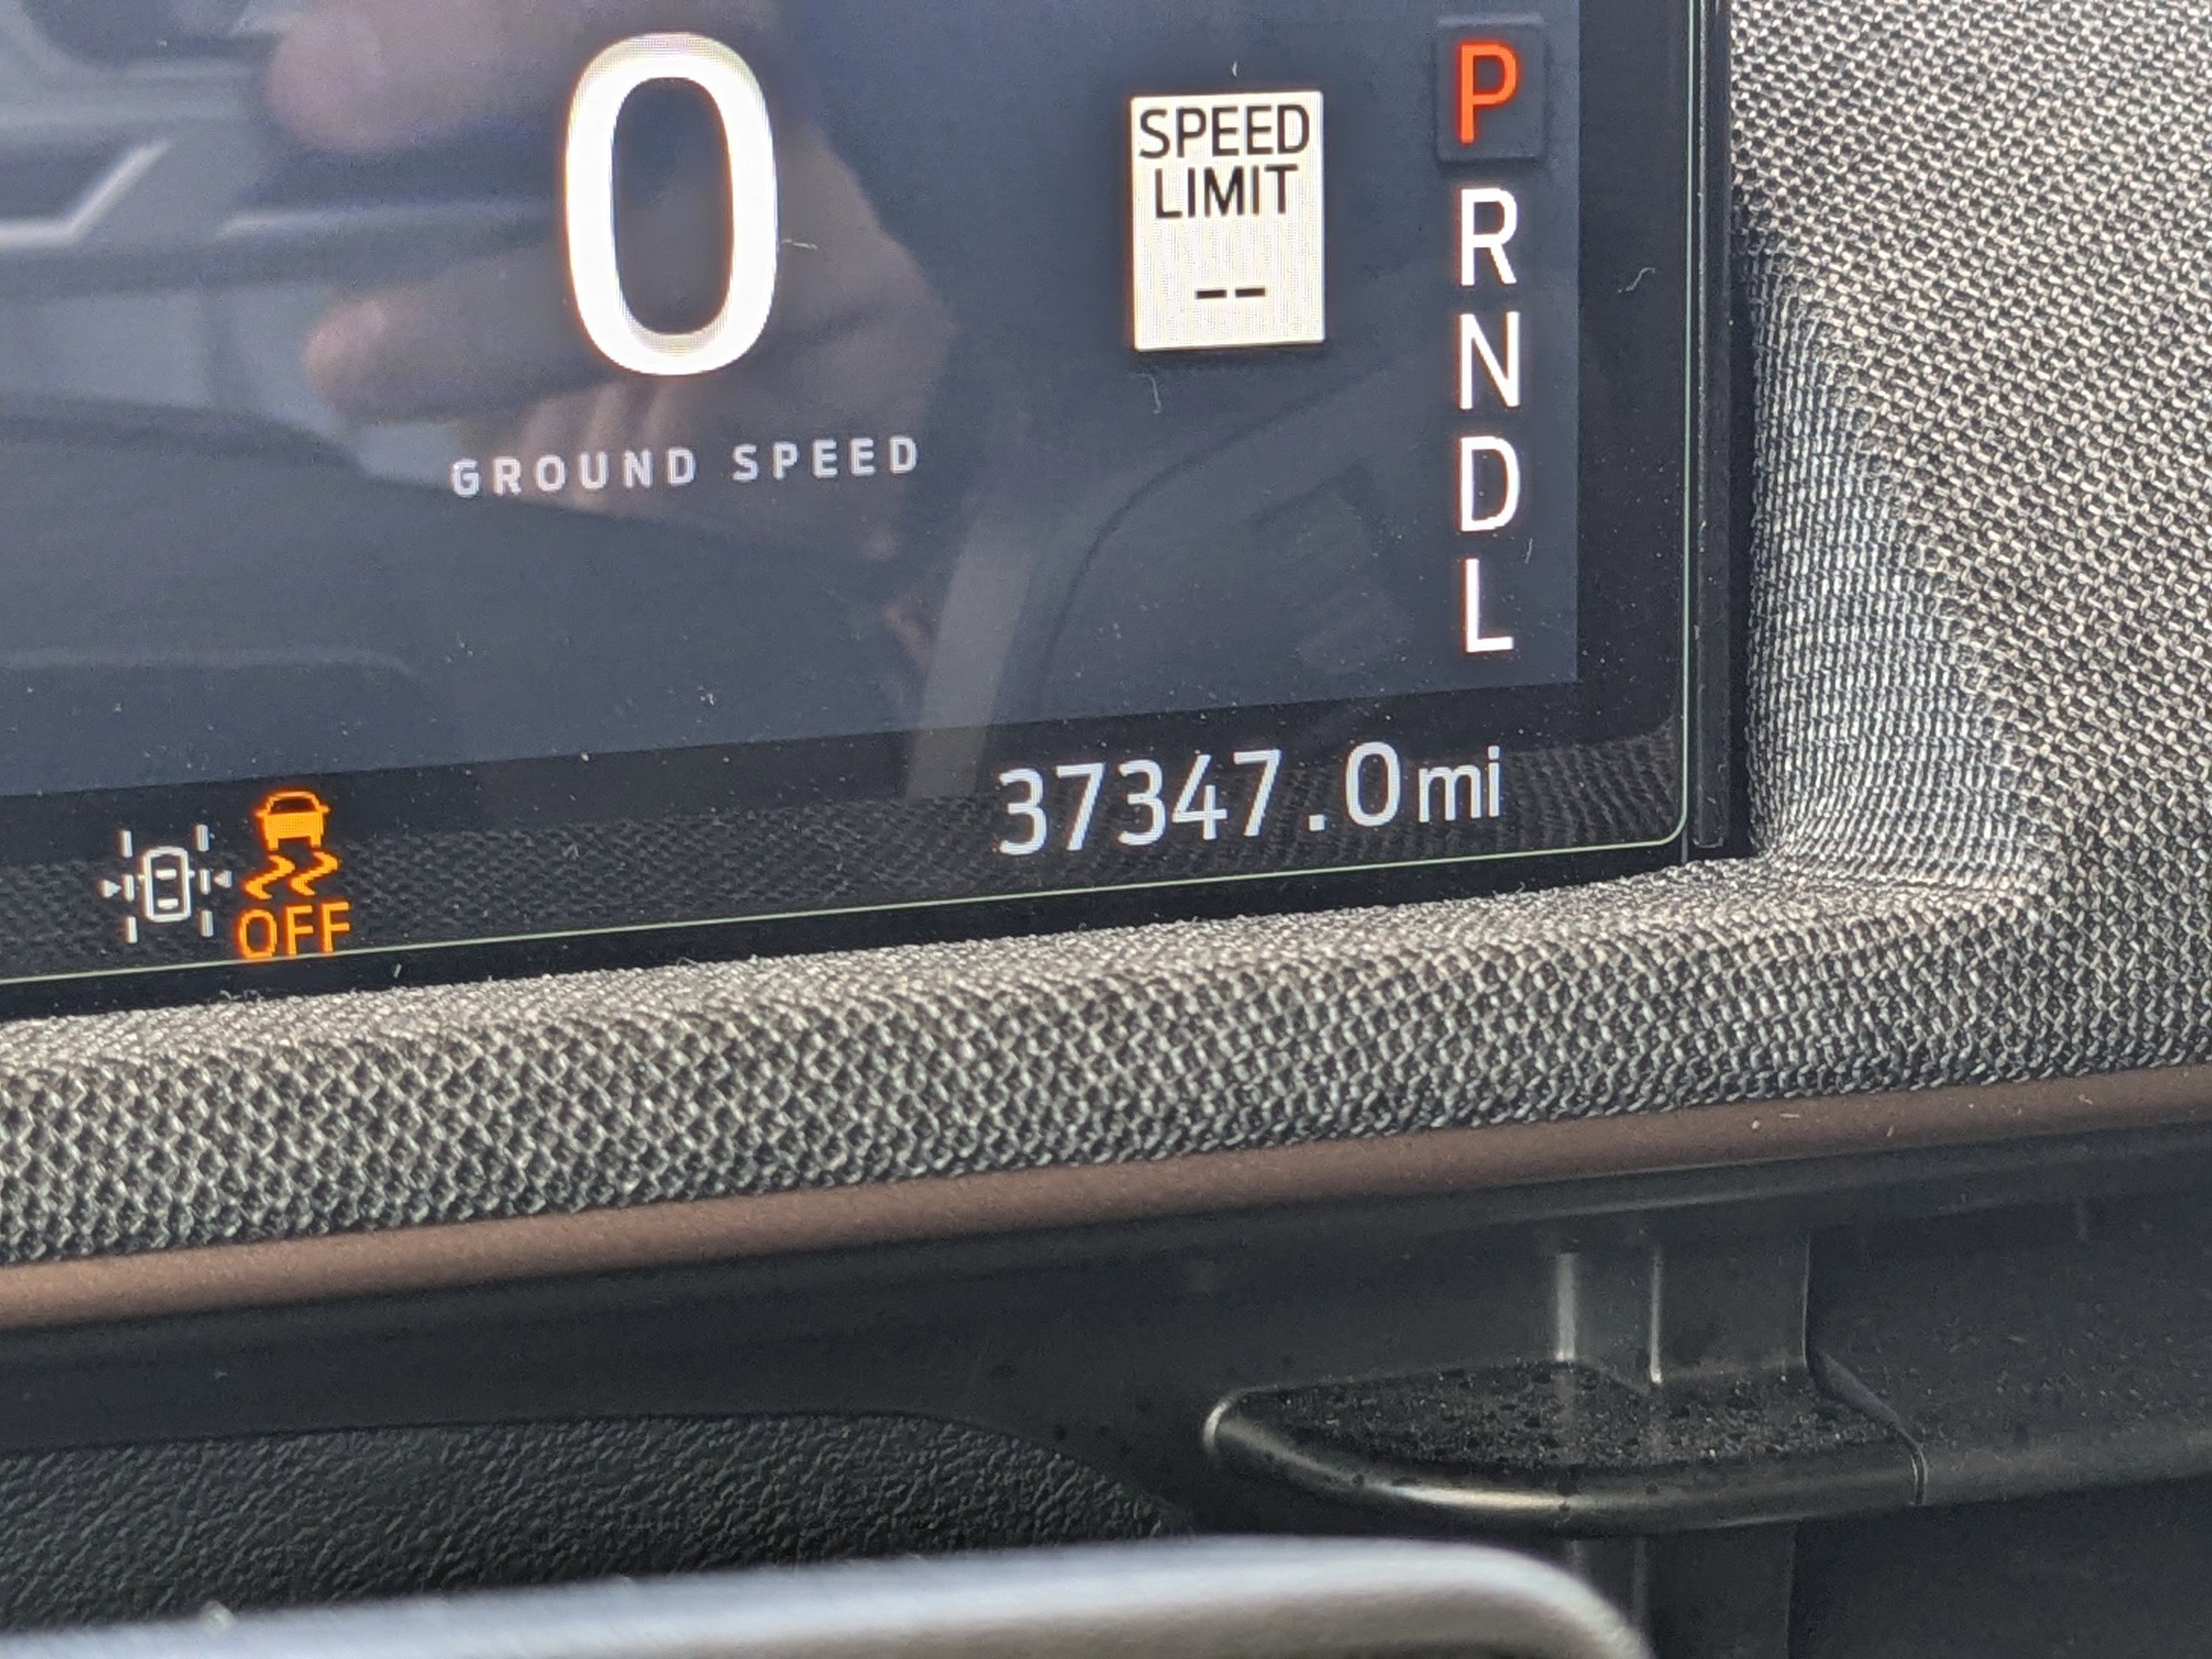 0
GROUND SPEED
SPEED
LIMIT
--
P
R
N
D
L
37347.0mi
OFF